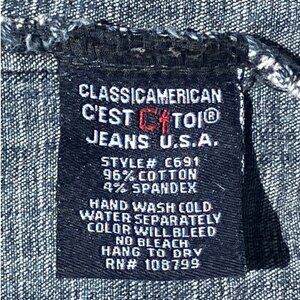 CLASSICAMERICAN
C'EST Ct TOI®
JEANS U.S.A.
STYLE# C691
96% COTTON
4% SPANDEX
HAND WASH COLD
WATER SEPARATELY
COLOR WILL BLEED
NO BLEACH
HANG TO DRY
RN# 108799